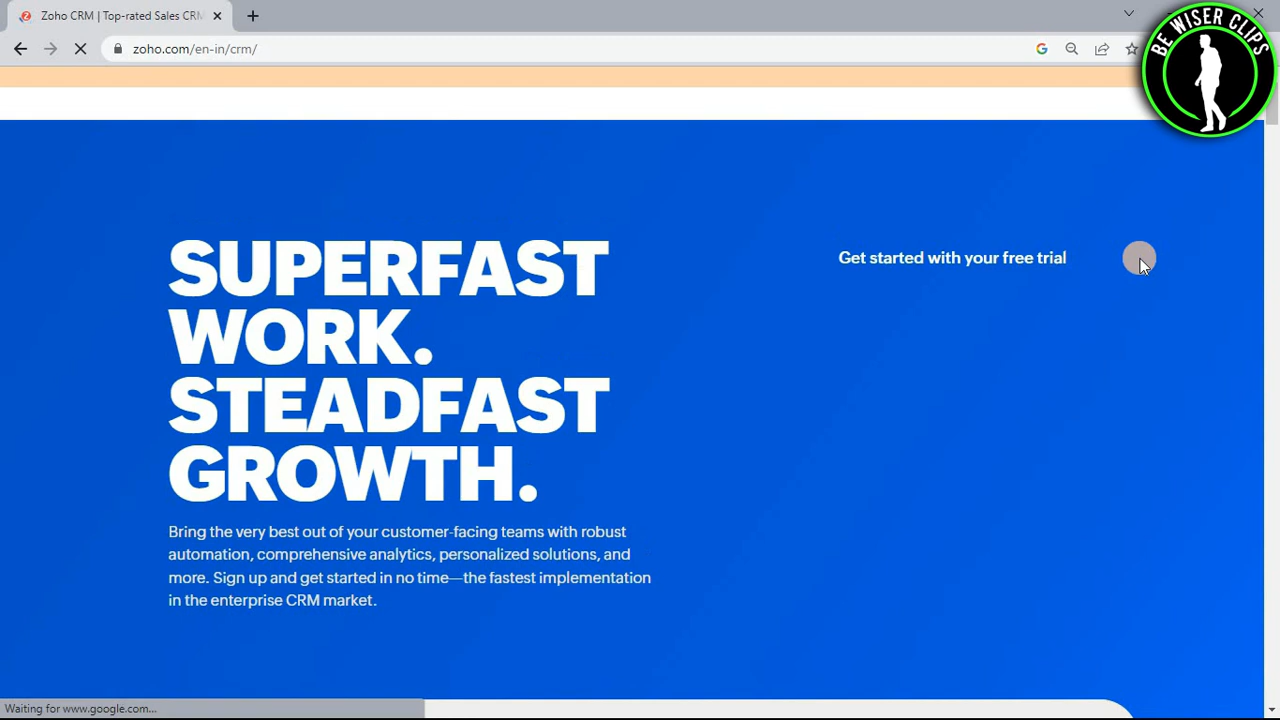 Zoho CRM | Top-rated Sales CRM
zoho.com/en-in/crm/
BE WISER CLIPS
SUPERFAST
WORK.
STEADFAST
GROWTH.
Get started with your free trial
Bring the very best out of your customer-facing teams with robust
automation, comprehensive analytics, personalized solutions, and
more. Sign up and get started in no time—the fastest implementation
in the enterprise CRM market.
Waiting for www.google.com...